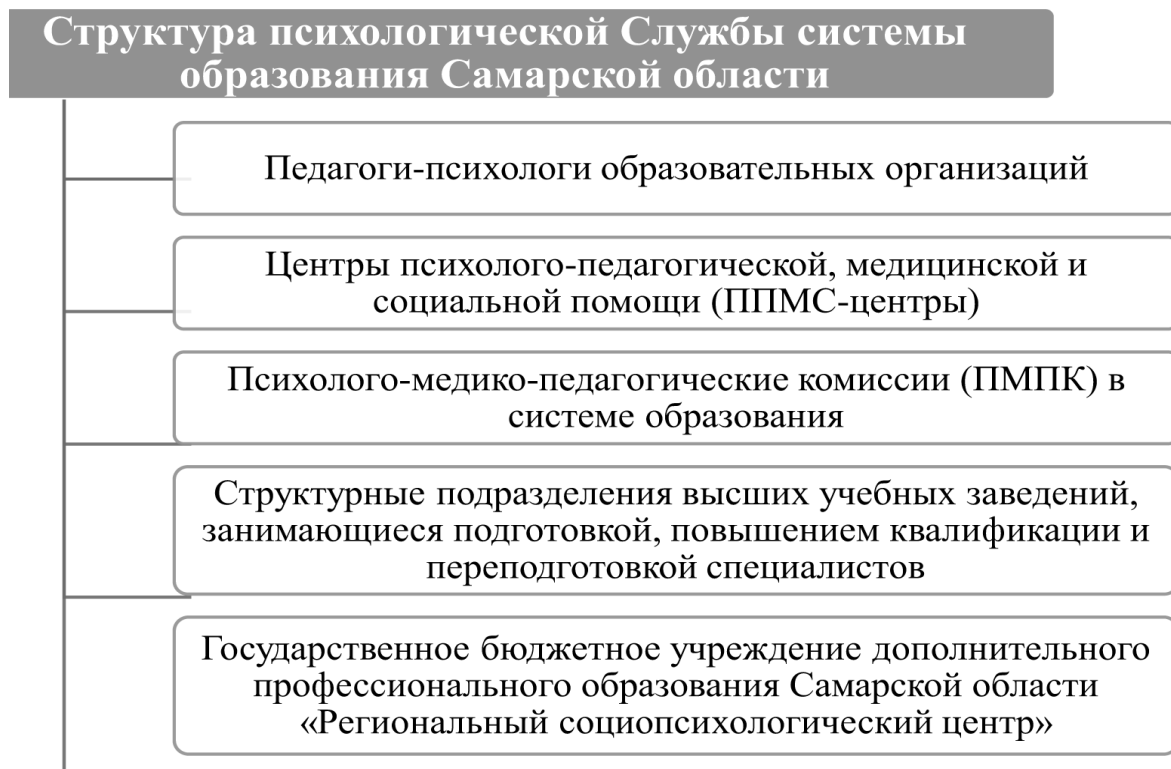 Структура психологической Службы системы
образования Самарской области
Педагоги-психологи образовательных организаций
Центры психолого-педагогической, медицинской и
социальной помощи (ППМС-центры)
Психолого-медико-педагогические комиссии (ПМПК) в
системе образования
Структурные подразделения высших учебных заведений,
занимающиеся подготовкой, повышением квалификации и
переподготовкой специалистов
Государственное бюджетное учреждение дополнительного
профессионального образования Самарской области
«Региональный социопсихологический центр»